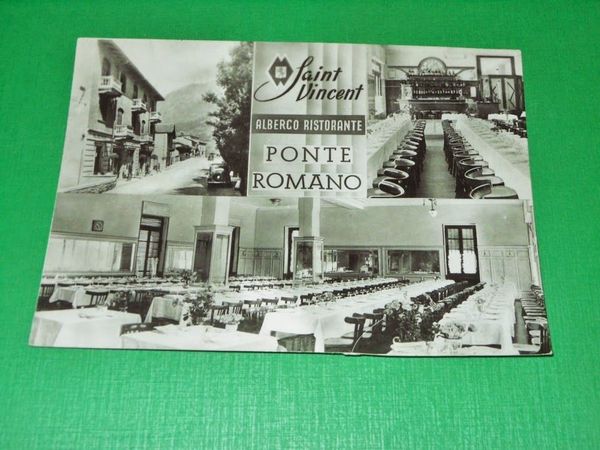 Saint
Vincent
ALBERGO RISTORANTE
PONTE
ROMANO